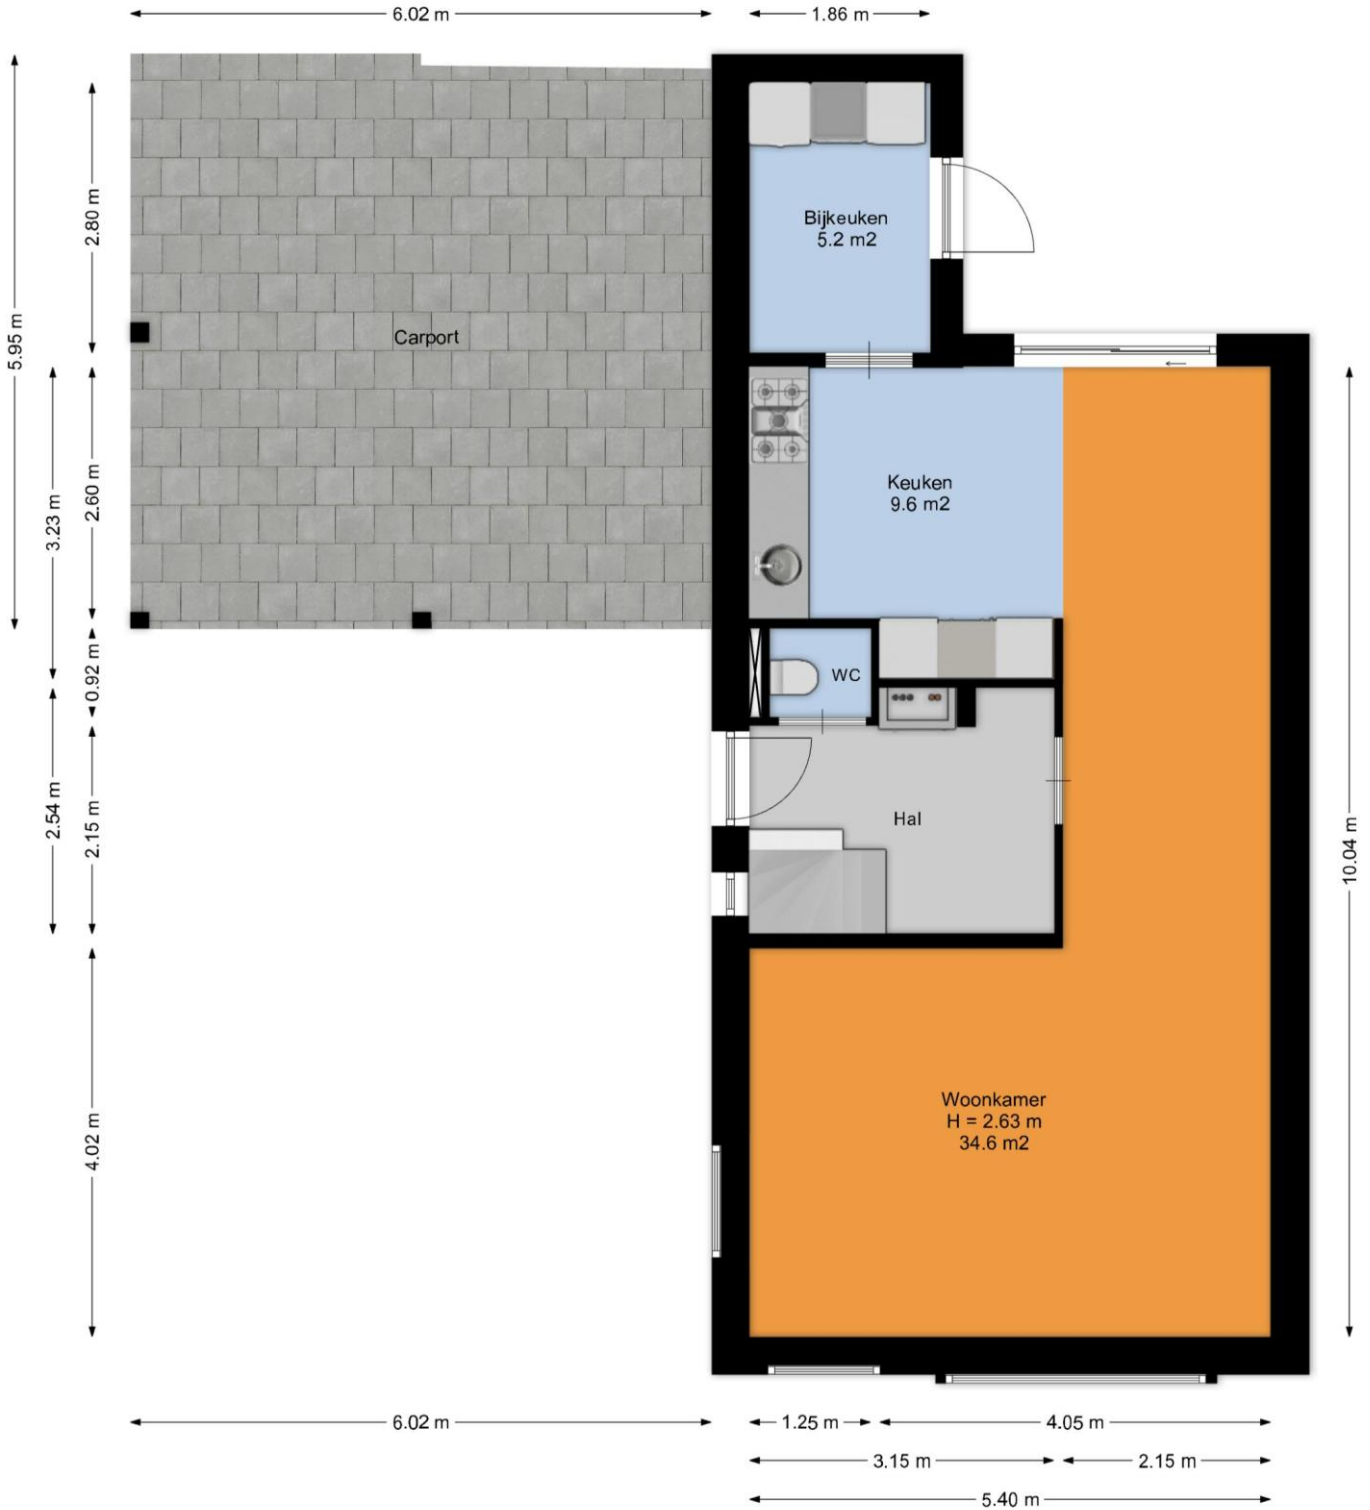 6.02 m
1.86 m
5.95 m
2.80 m
Bijkeuken
5.2 m2
Carport
3.23 m
2.60 m
Keuken
9.6 m2
0.92 m
WC
2.54 m
2.15 m
Hal
10.04 m
4.02 m
Woonkamer
H = 2.63 m
34.6 m2
6.02 m
1.25 m
4.05 m
3.15 m
2.15 m
5.40 m